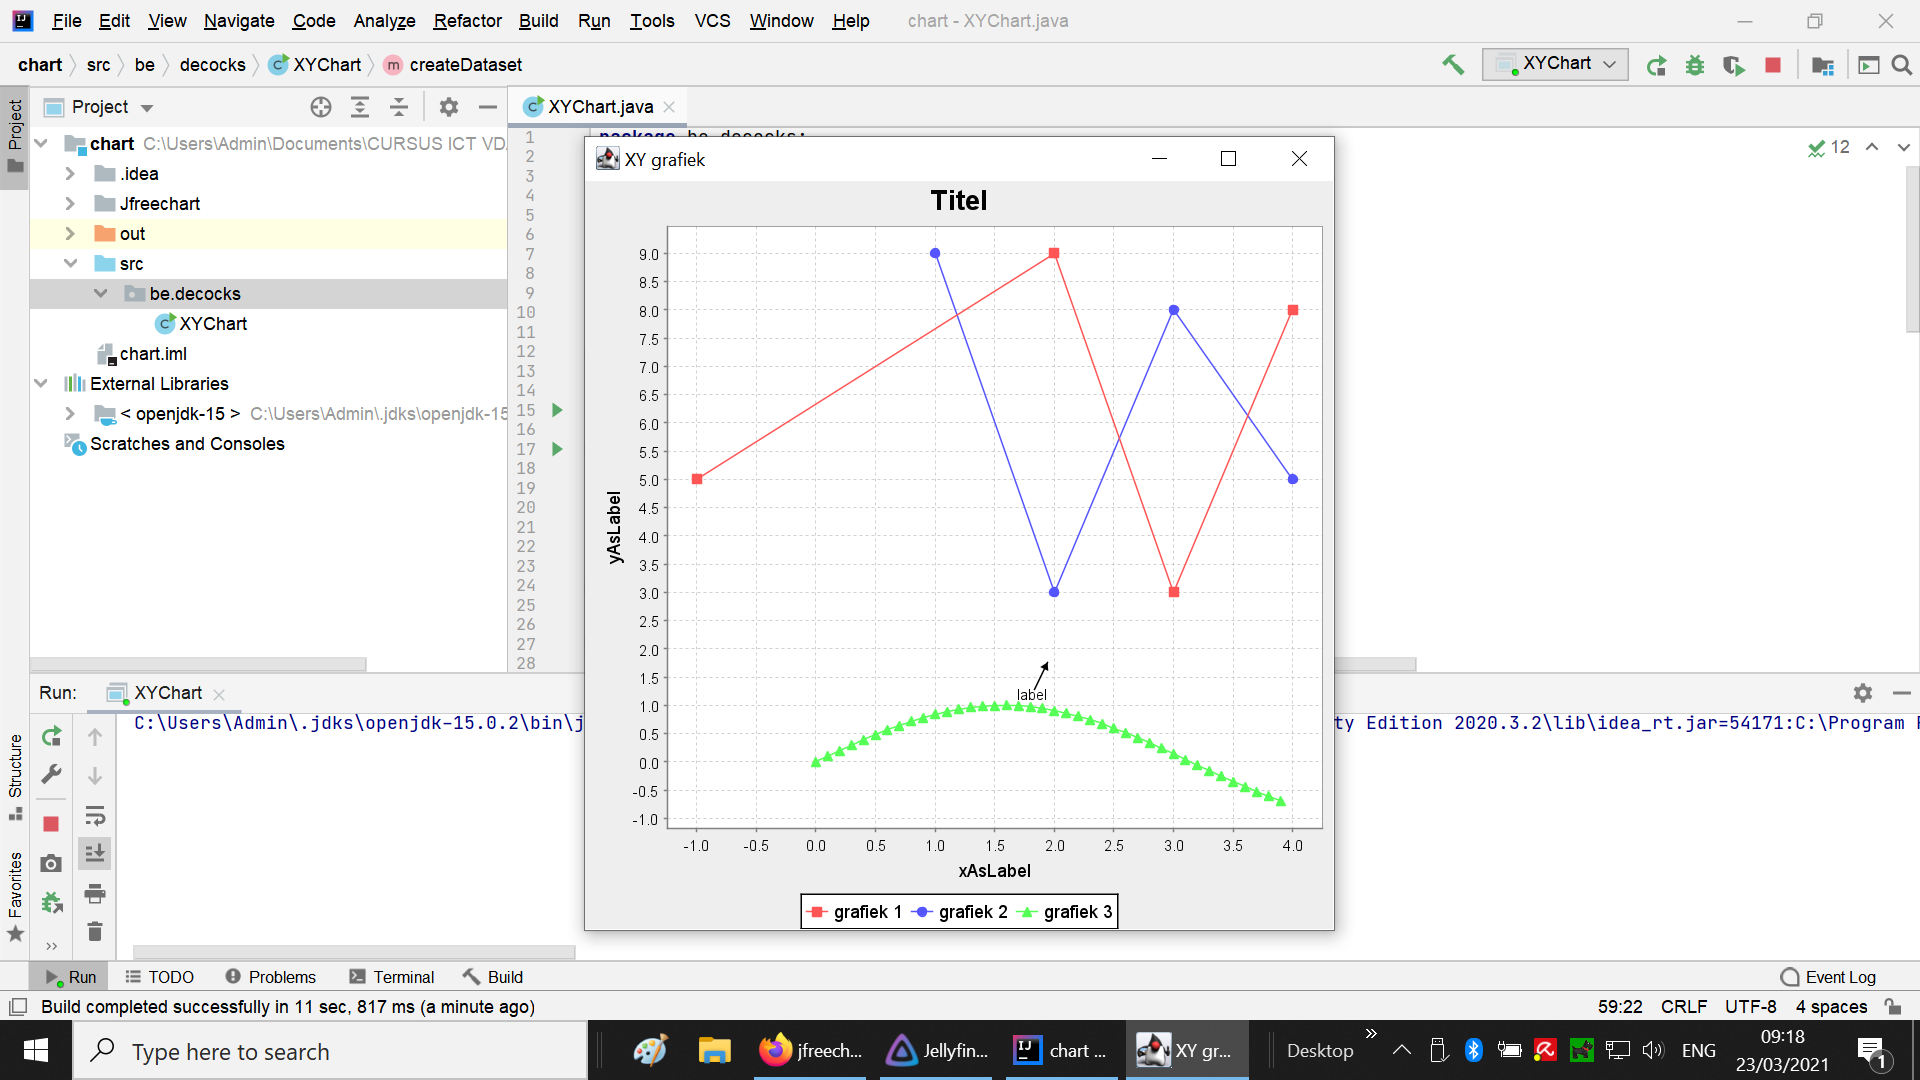 File Edit View Navigate Code Analyze Refactor Build Run Tools VCS Window Help chart - XYChart.java
chart src be decocks XYChart createDataset
XYChart
Project
XYChart.java
Project
chart C:\Users\Admin\Documents\CURSUS ICT VD
.idea
Jfreechart
out
src
be.decocks
XYChart
chart.iml
External Libraries
< openjdk-15 > C:\Users\Admin\.jdks\openjdk-15
Scratches and Consoles
1
2
3
4
5
6
7
8
9
10
11
12
13
14
15
16
17
18
19
20
21
22
23
24
25
26
27
28
package be.decocks;
12
XY grafiek
Titel
9.0
8.5
8.0
7.5
7.0
6.5
6.0
5.5
5.0
4.5
4.0
3.5
3.0
2.5
2.0
1.5
1.0
0.5
0.0
-0.5
-1.0
yAsLabel
label
-1.0 -0.5 0.0 0.5 1.0 1.5 2.0 2.5 3.0 3.5 4.0
xAsLabel
grafiek 1 grafiek 2 grafiek 3
Run: XYChart
C:\Users\Admin\.jdks\openjdk-15.0.2\bin\j
ty Edition 2020.3.2\lib\idea_rt.jar=54171:C:\Program F
Structure
Favorites
Run TODO Problems Terminal Build Event Log
Build completed successfully in 11 sec, 817 ms (a minute ago) 59:22 CRLF UTF-8 4 spaces
Type here to search
jfreech... Jellyfin... chart ... XY gr... Desktop ENG
09:18
23/03/2021
1